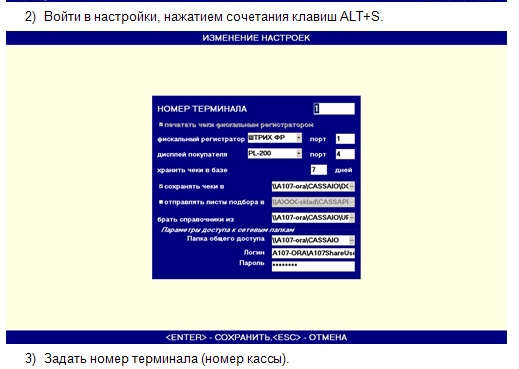 2) Войти в настройки, нажатием сочетания клавиш ALT+S.
ИЗМЕНЕНИЕ НАСТРОЕК
НОМЕР ТЕРМИНАЛА 1
печатать чеки фискальным регистратором
фискальный регистратор ШТРИХ ФР порт 1
дисплей покупателя PL-200 порт 4
хранить чеки в базе 7 дней
сохранять чеки в \\A107-ora\CASSAIO\DO
отправлять листы подбора в \\AXXX-sklad\CASSAPI
брать справочники из \\A107-ora\CASSAIO\UF
Параметры доступа к сетевым папкам
Папка общего доступа \\A107-ora\CASSAIO
Логин A107-ORA\A107ShareUse
Пароль ********
<ENTER> - СОХРАНИТЬ,<ESC> - ОТМЕНА
3) Задать номер терминала (номер кассы).